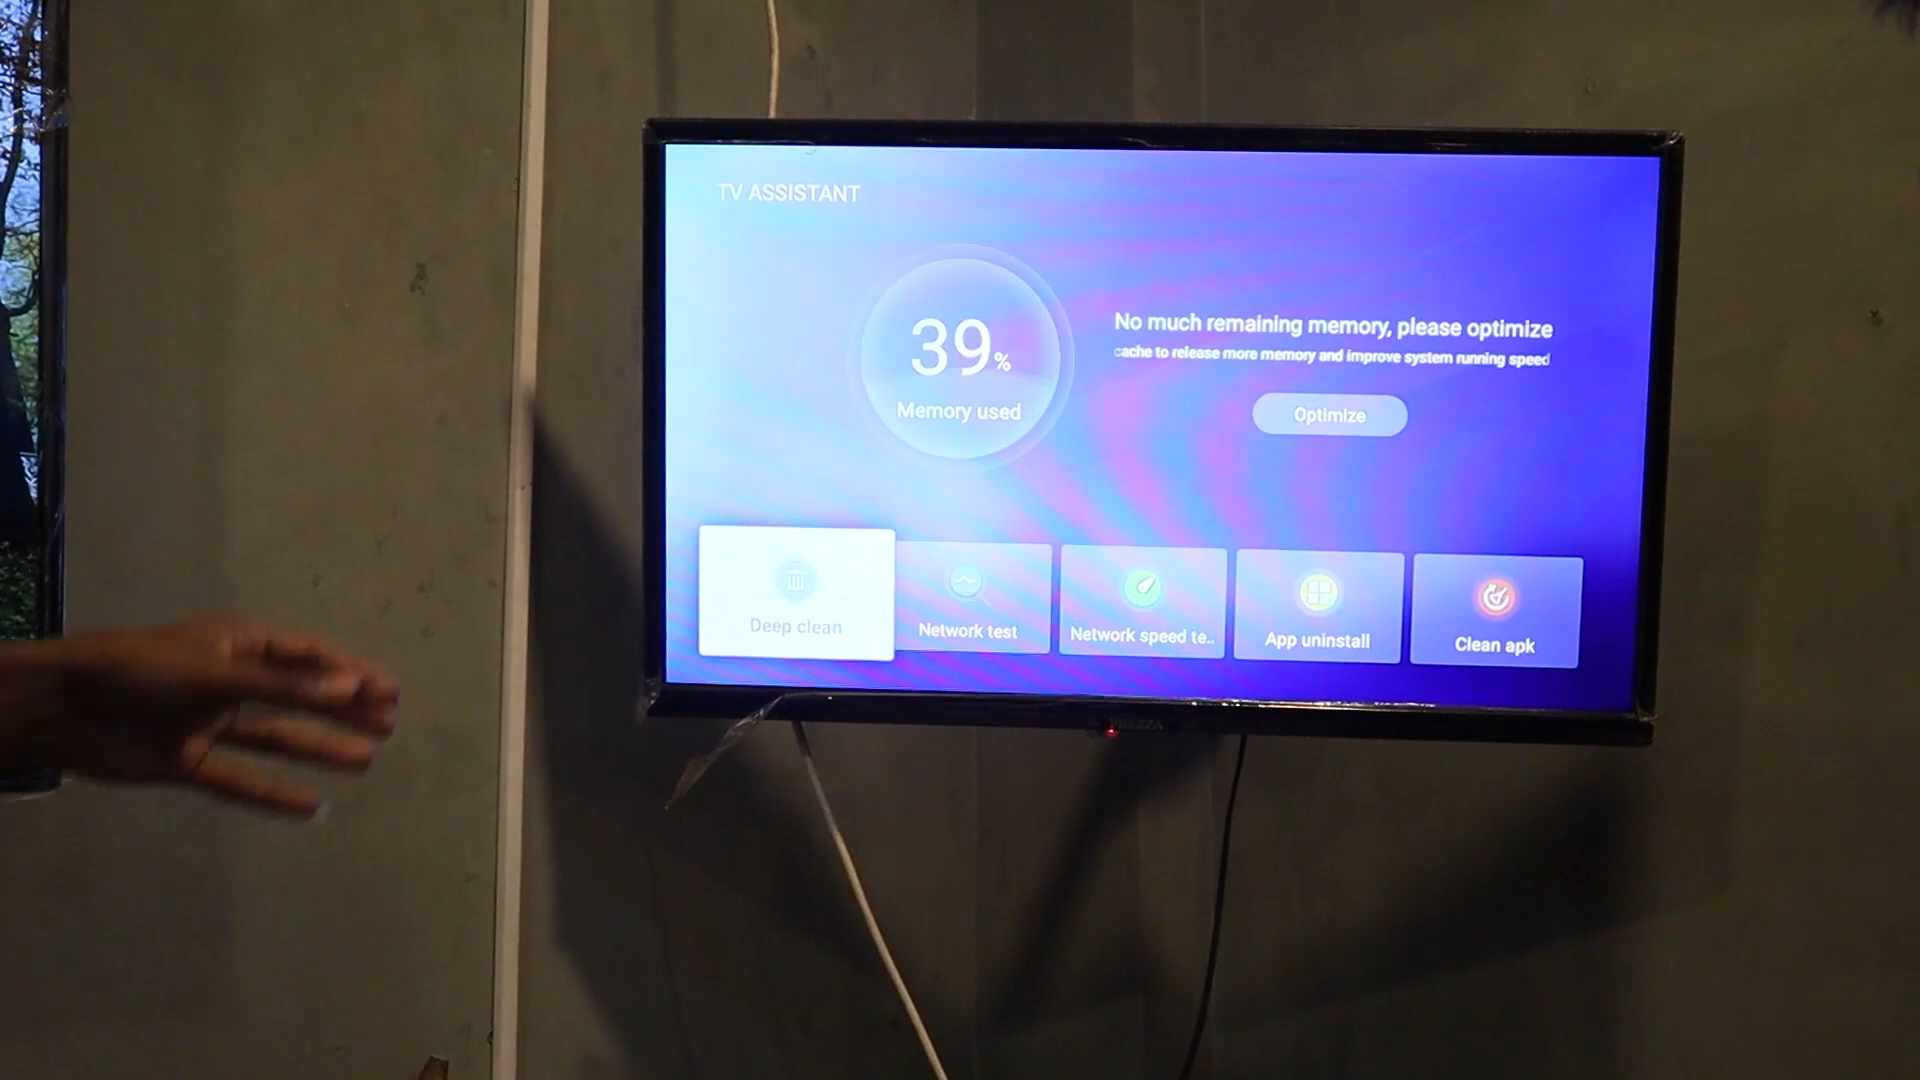 TV ASSISTANT
39%
Memory used
No much remaining memory, please optimize
cache to release more memory and improve system running speed
Optimize
Deep clean
Network test
Network speed te..
App uninstall
Clean apk